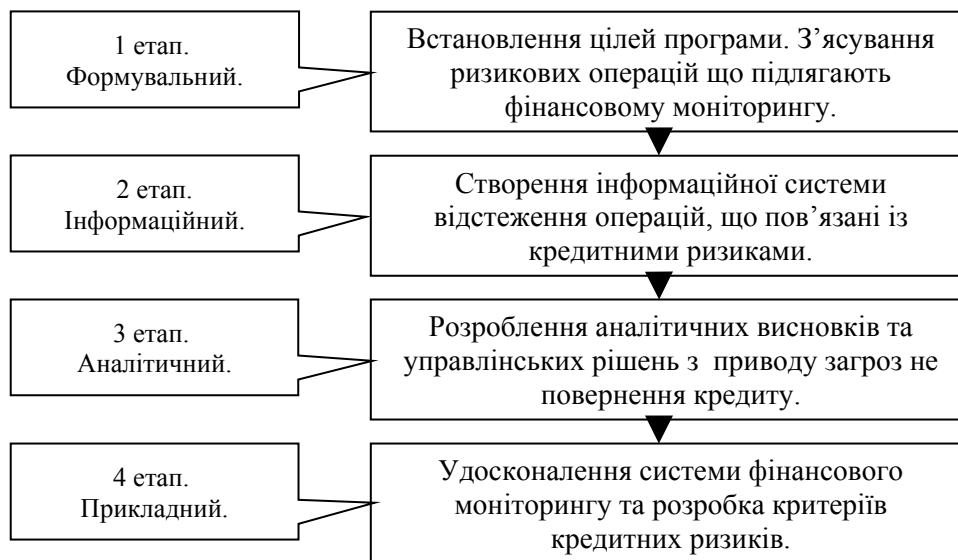 1 етап.
Формувальний.
Встановлення цілей програми. З’ясування
ризикових операцій що підлягають
фінансовому моніторингу.
2 етап.
Інформаційний.
Створення інформаційної системи
відстеження операцій, що пов’язані із
кредитними ризиками.
3 етап.
Аналітичний.
Розроблення аналітичних висновків та
управлінських рішень з  приводу загроз не
повернення кредиту.
4 етап.
Прикладний.
Удосконалення системи фінансового
моніторингу та розробка критеріїв
кредитних ризиків.